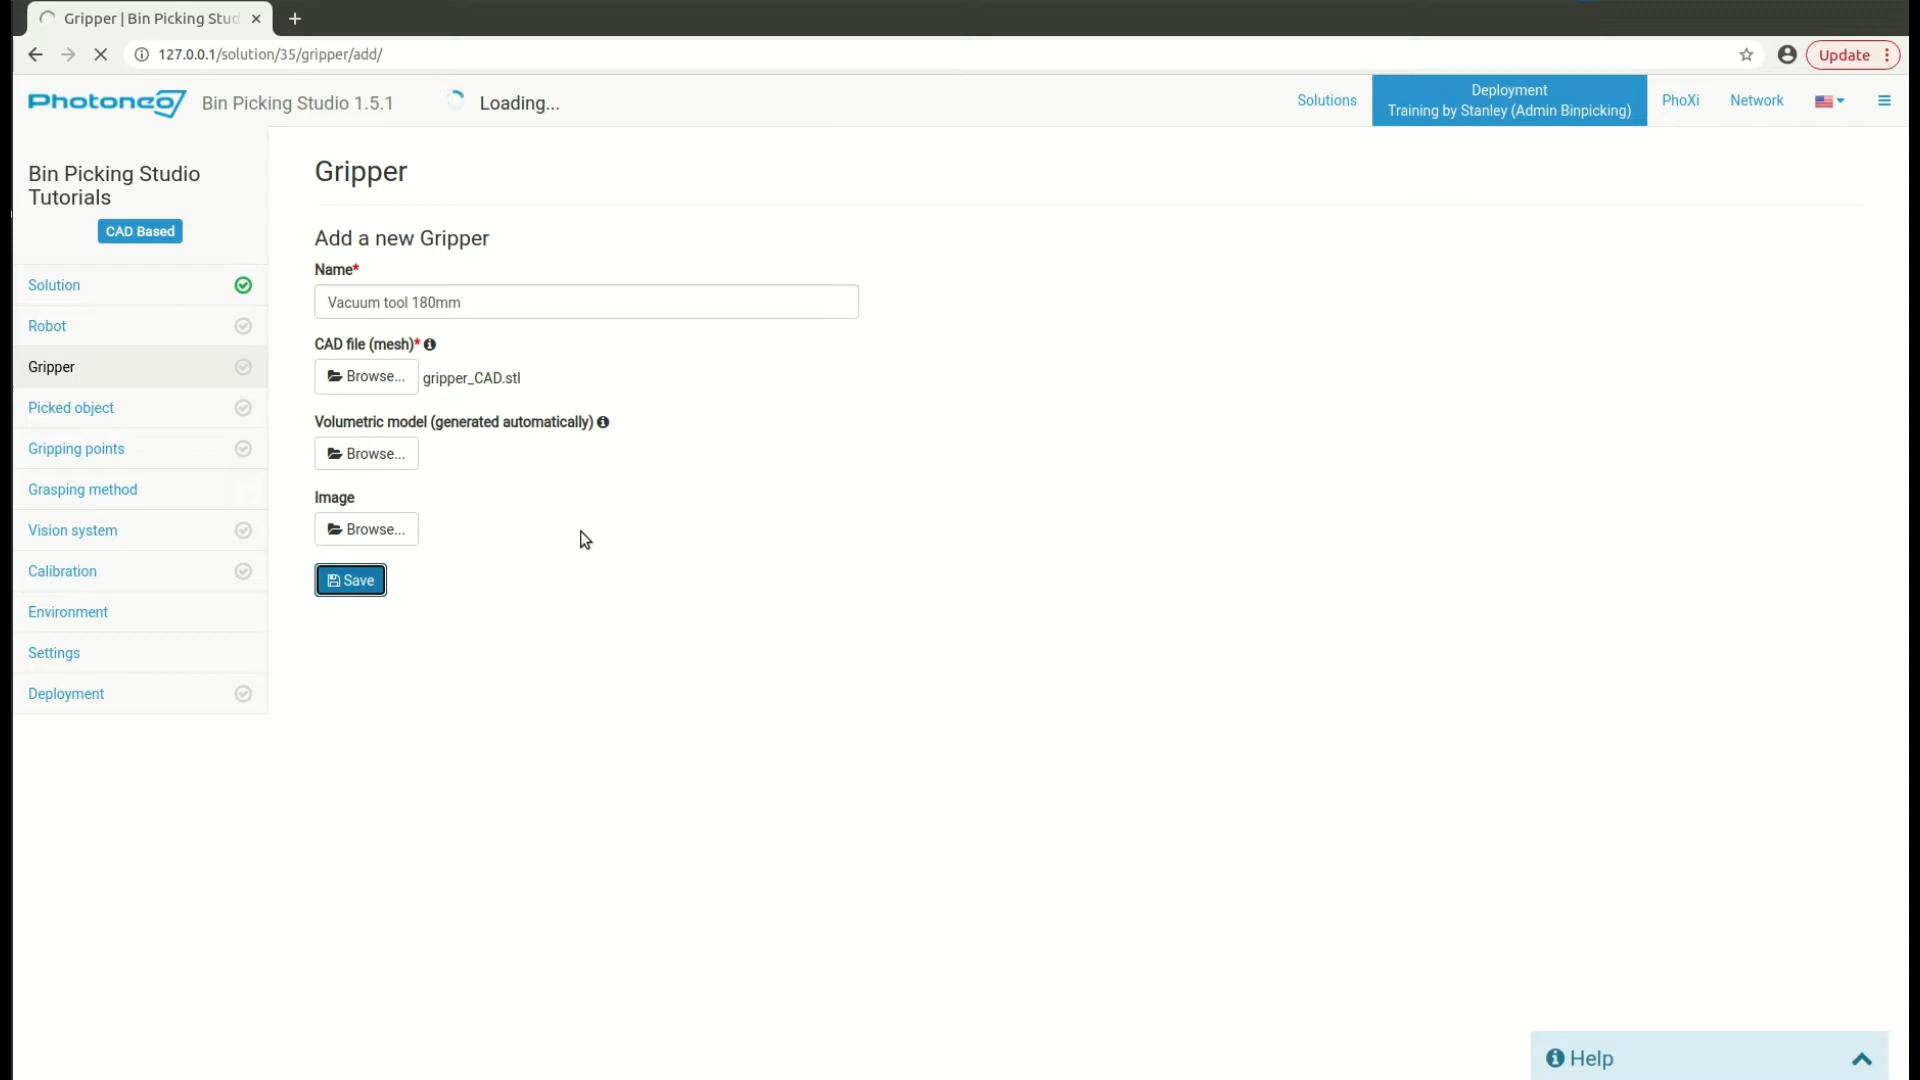 Gripper | Bin Picking Stud
127.0.0.1/solution/35/gripper/add/
Update
Photoneo
Bin Picking Studio 1.5.1
Loading...
Solutions
Deployment
Training by Stanley (Admin Binpicking)
PhoXi
Network
Bin Picking Studio
Tutorials
CAD Based
Solution
Robot
Gripper
Picked object
Gripping points
Grasping method
Vision system
Calibration
Environment
Settings
Deployment
Gripper
Add a new Gripper
Name*
Vacuum tool 180mm
CAD file (mesh)*
Browse... gripper_CAD.stl
Volumetric model (generated automatically)
Browse...
Image
Browse...
Save
Help